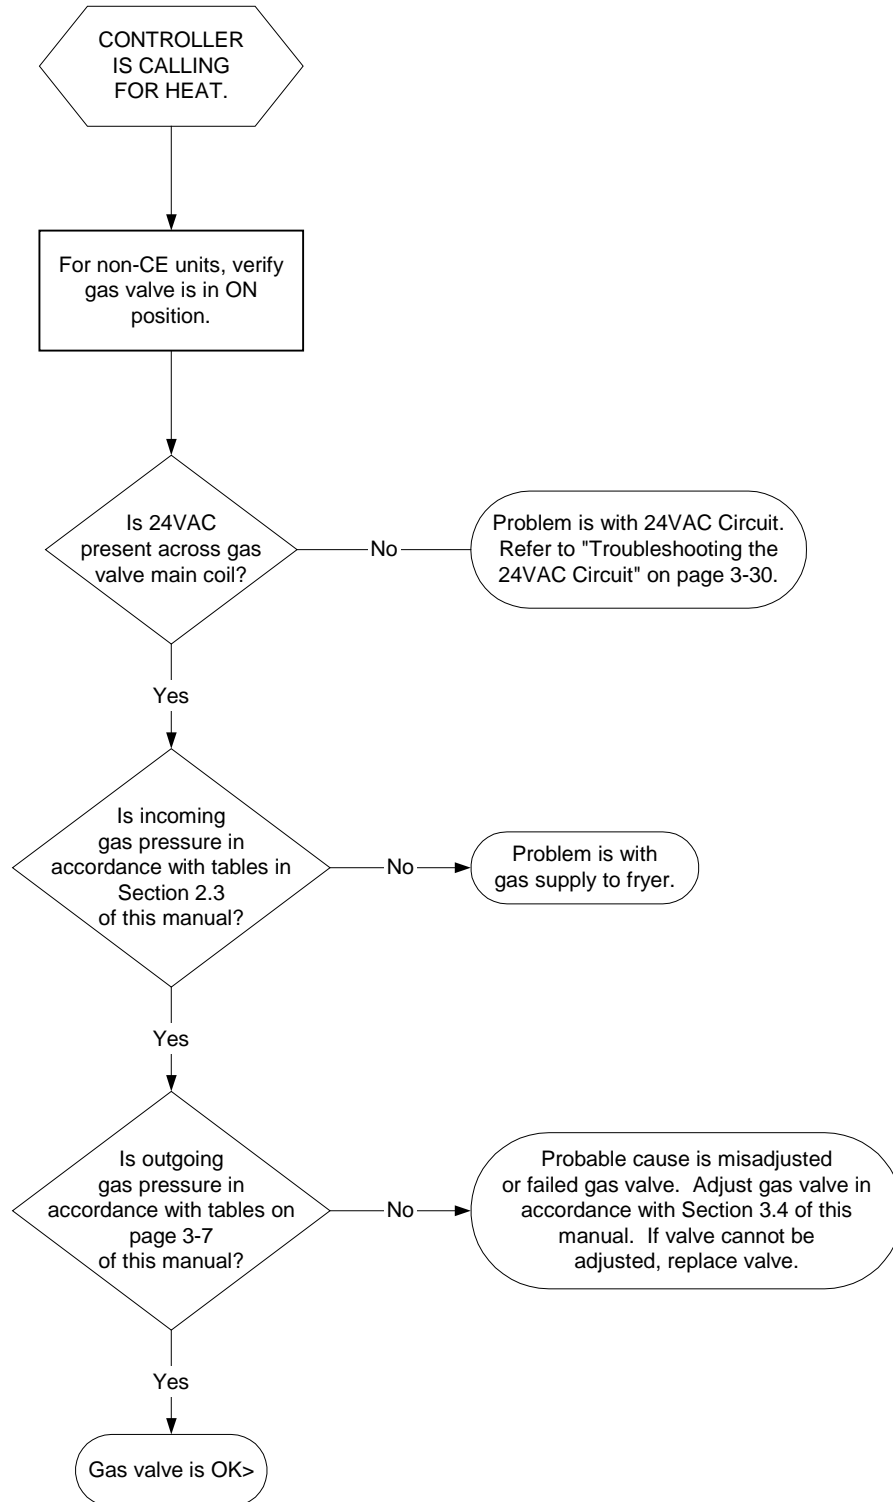 CONTROLLER
IS CALLING
FOR HEAT.
For non-CE units, verify
gas valve is in ON
position.
Is 24VAC
present across gas
valve main coil?
No
Problem is with 24VAC Circuit.
Refer to "Troubleshooting the
24VAC Circuit" on page 3-30.
Yes
Is incoming
gas pressure in
accordance with tables in
Section 2.3
of this manual?
No
Problem is with
gas supply to fryer.
Yes
Is outgoing
gas pressure in
accordance with tables on
page 3-7
of this manual?
No
Probable cause is misadjusted
or failed gas valve.  Adjust gas valve in
accordance with Section 3.4 of this
manual.  If valve cannot be
adjusted, replace valve.
Yes
Gas valve is OK>